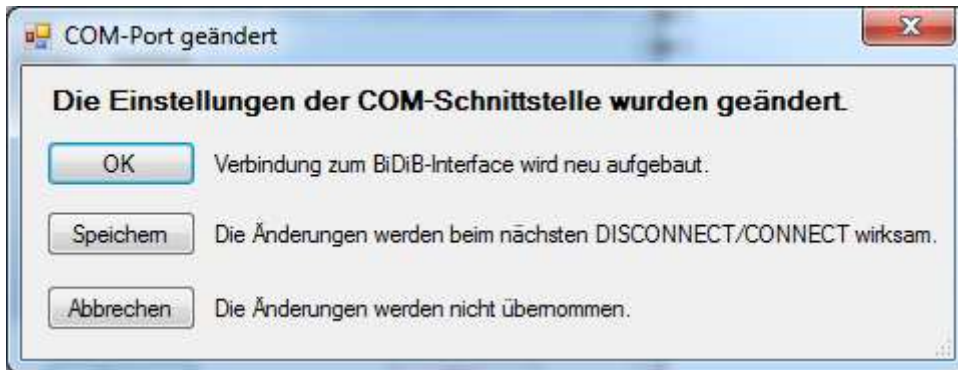 COM-Port geändert
Die Einstellungen der COM-Schnittstelle wurden geändert.
OK Verbindung zum BiDiB-Interface wird neu aufgebaut.
Speichern Die Änderungen werden beim nächsten DISCONNECT/CONNECT wirksam.
Abbrechen Die Änderungen werden nicht übernommen.